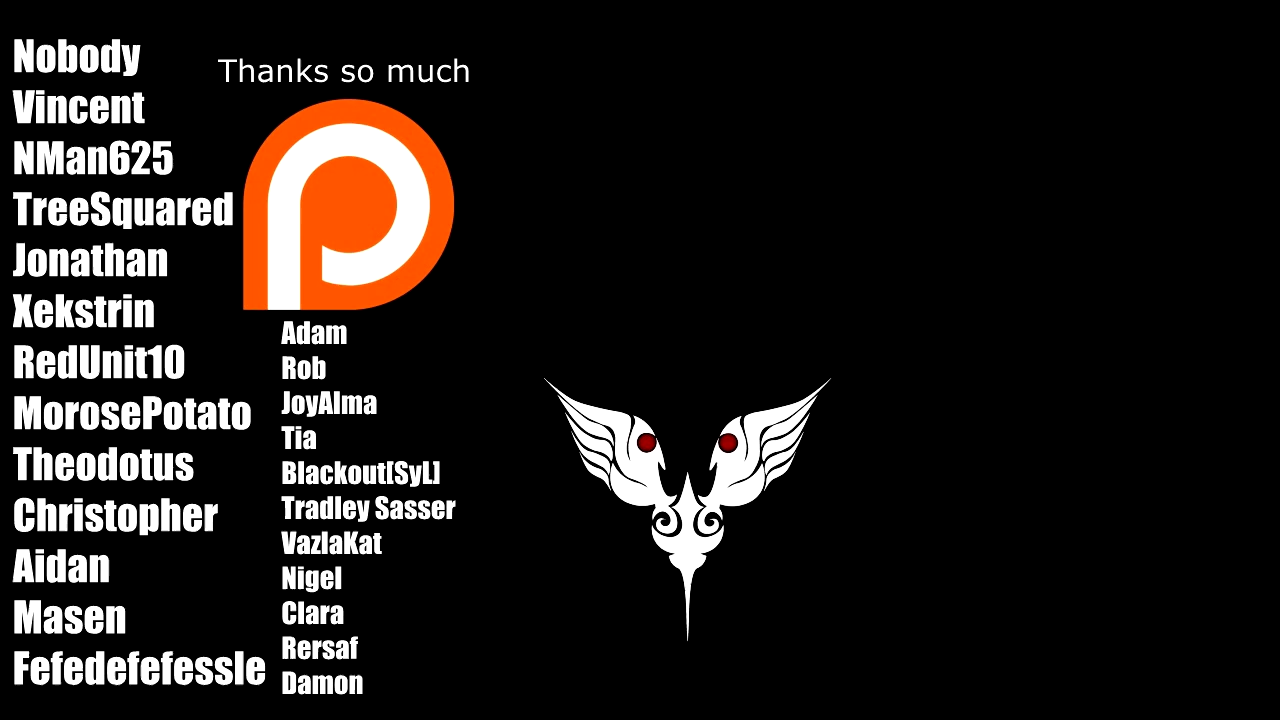 Nobody
Vincent
NMan625
TreeSquared
Jonathan
Xekstrin
RedUnit10
MorosePotato
Theodotus
Christopher
Aidan
Masen
Fefedefefessle
Thanks so much
Adam
Rob
JoyAlma
Tia
Blackout[SyL]
Tradley Sasser
VazlaKat
Nigel
Clara
Rersaf
Damon